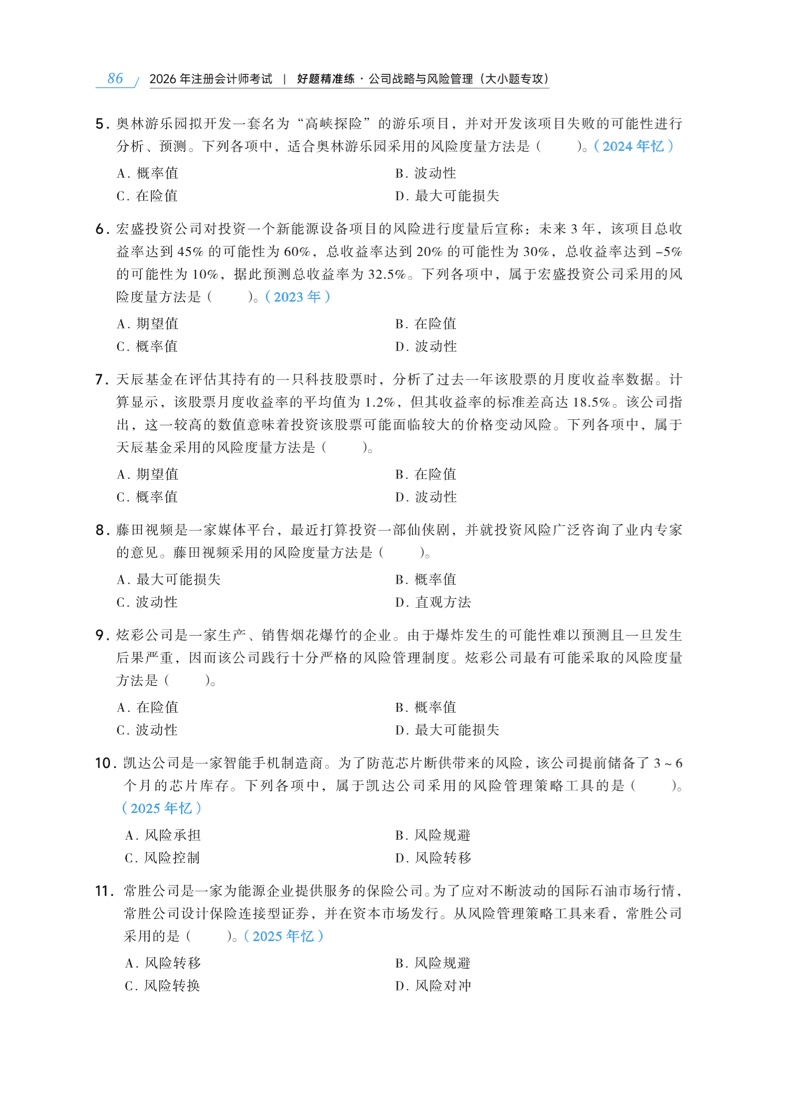 86 2026 年注册会计师考试 | 好题精准练·公司战略与风险管理（大小题专攻）
5. 奥林游乐园拟开发一套名为“高峡探险”的游乐项目，并对开发该项目失败的可能性进行
分析、预测。下列各项中，适合奥林游乐园采用的风险度量方法是（　　）。（2024 年忆）
A. 概率值 B. 波动性
C. 在险值 D. 最大可能损失
6. 宏盛投资公司对投资一个新能源设备项目的风险进行度量后宣称：未来 3 年，该项目总收
益率达到 45% 的可能性为 60%，总收益率达到 20% 的可能性为 30%，总收益率达到 -5%
的可能性为 10%，据此预测总收益率为 32.5%。下列各项中，属于宏盛投资公司采用的风
险度量方法是（　　）。（2023 年）
A. 期望值 B. 在险值
C. 概率值 D. 波动性
7. 天辰基金在评估其持有的一只科技股票时，分析了过去一年该股票的月度收益率数据。计
算显示，该股票月度收益率的平均值为 1.2%，但其收益率的标准差高达 18.5%。该公司指
出，这一较高的数值意味着投资该股票可能面临较大的价格变动风险。下列各项中，属于
天辰基金采用的风险度量方法是（　　）。
A. 期望值 B. 在险值
C. 概率值 D. 波动性
8. 藤田视频是一家媒体平台，最近打算投资一部仙侠剧，并就投资风险广泛咨询了业内专家
的意见。藤田视频采用的风险度量方法是（　　）。
A. 最大可能损失 B. 概率值
C. 波动性 D. 直观方法
9. 炫彩公司是一家生产、销售烟花爆竹的企业。由于爆炸发生的可能性难以预测且一旦发生
后果严重，因而该公司践行十分严格的风险管理制度。炫彩公司最有可能采取的风险度量
方法是（　　）。
A. 在险值 B. 概率值
C. 波动性 D. 最大可能损失
10. 凯达公司是一家智能手机制造商。为了防范芯片断供带来的风险，该公司提前储备了 3 ~ 6
个月的芯片库存。下列各项中，属于凯达公司采用的风险管理策略工具的是（　　）。
（2025 年忆）
A. 风险承担 B. 风险规避
C. 风险控制 D. 风险转移
11. 常胜公司是一家为能源企业提供服务的保险公司。为了应对不断波动的国际石油市场行情，
常胜公司设计保险连接型证券，并在资本市场发行。从风险管理策略工具来看，常胜公司
采用的是（　　）。（2025 年忆）
A. 风险转移 B. 风险规避
C. 风险转换 D. 风险对冲